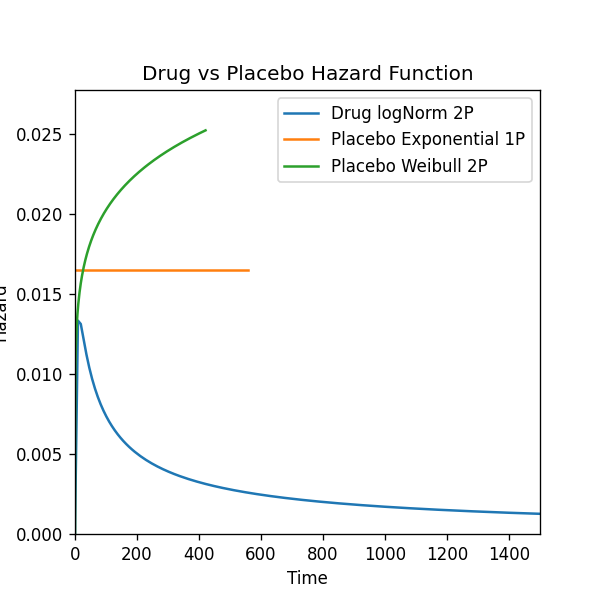 Drug vs Placebo Hazard Function
Drug logNorm 2P
Placebo Exponential 1P
Placebo Weibull 2P
0.025
0.020
0.015
0.010
0.005
0.000
0 200 400 600 800 1000 1200 1400
Time